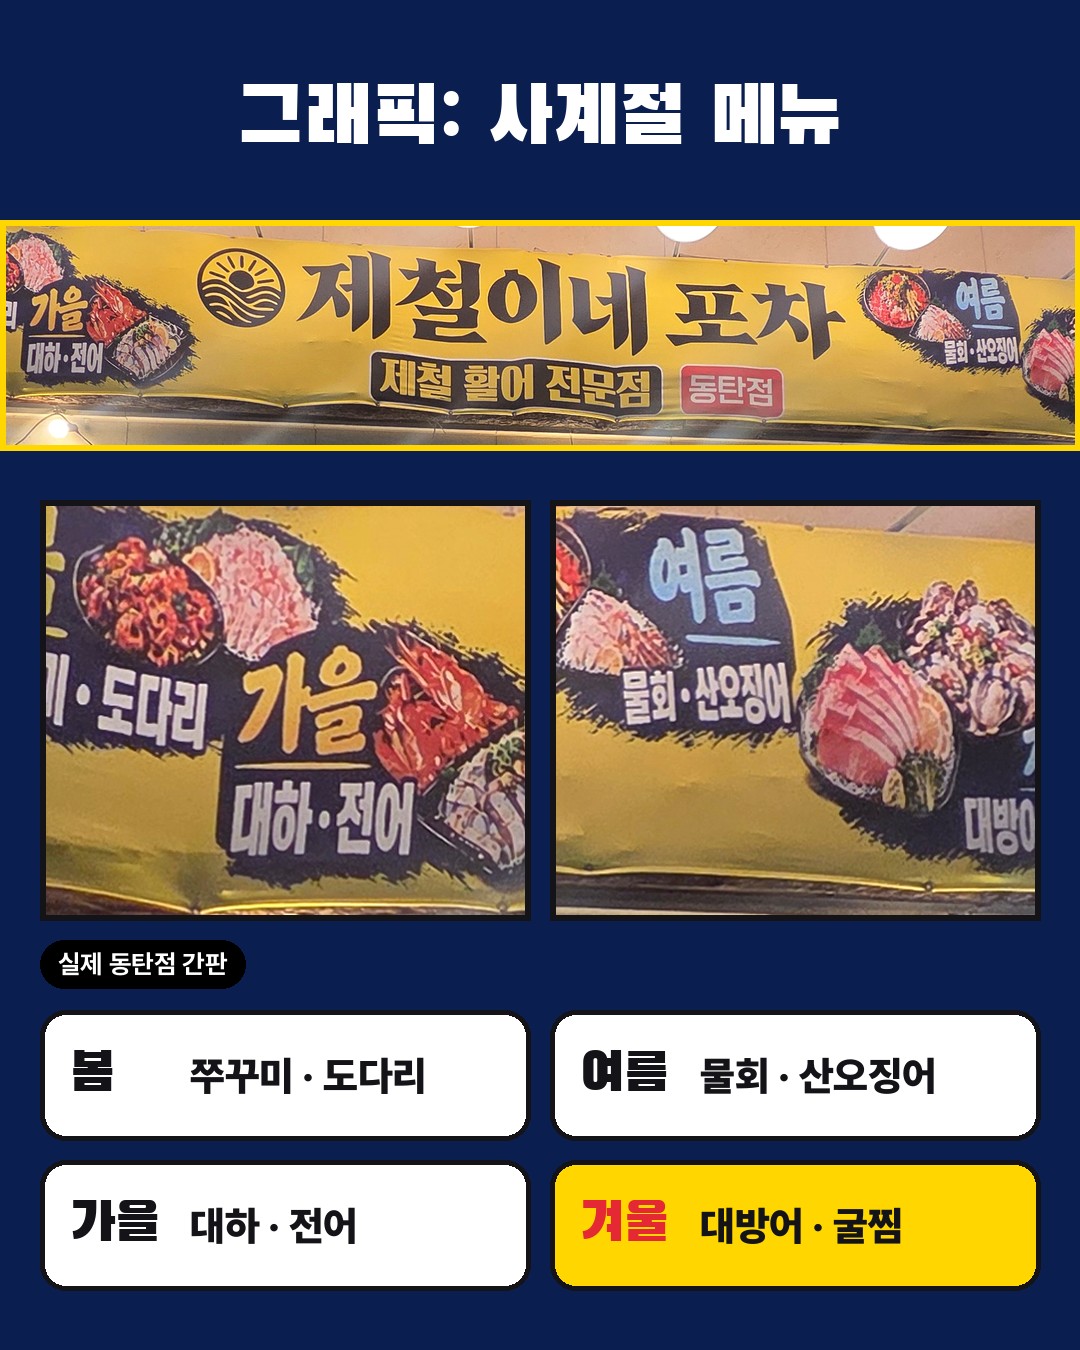 그래픽: 사계절 메뉴
가을
대하·전어
제철이네 포차
제철 활어 전문점
동탄점
여름
물회·산오징어
도다리
가을
대하·전어
여름
물회·산오징어
실제 동탄점 간판
봄 쭈꾸미 · 도다리
여름 물회 · 산오징어
가을 대하 · 전어
겨울 대방어 · 굴찜